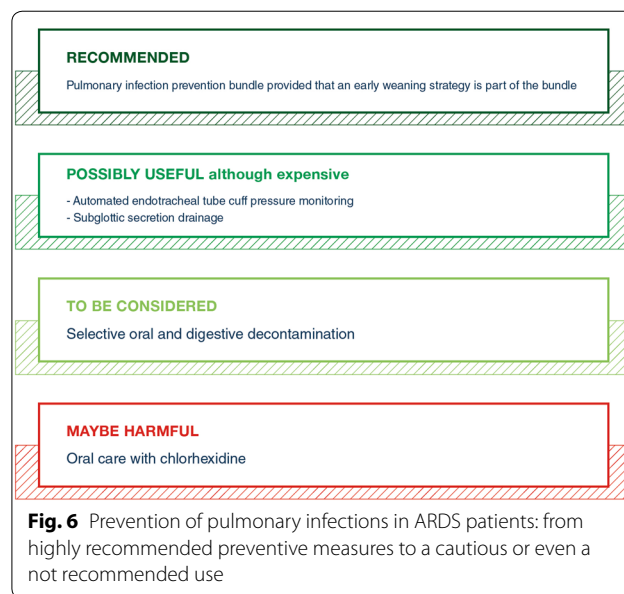 RECOMMENDED
Pulmonary infection prevention bundle provided that an early weaning strategy is part of the bundle
POSSIBLY USEFUL although expensive
- Automated endotracheal tube cuff pressure monitoring
- Subglottic secretion drainage
TO BE CONSIDERED
Selective oral and digestive decontamination
MAYBE HARMFUL
Oral care with chlorhexidine
Fig. 6 Prevention of pulmonary infections in ARDS patients: from
highly recommended preventive measures to a cautious or even a
not recommended use